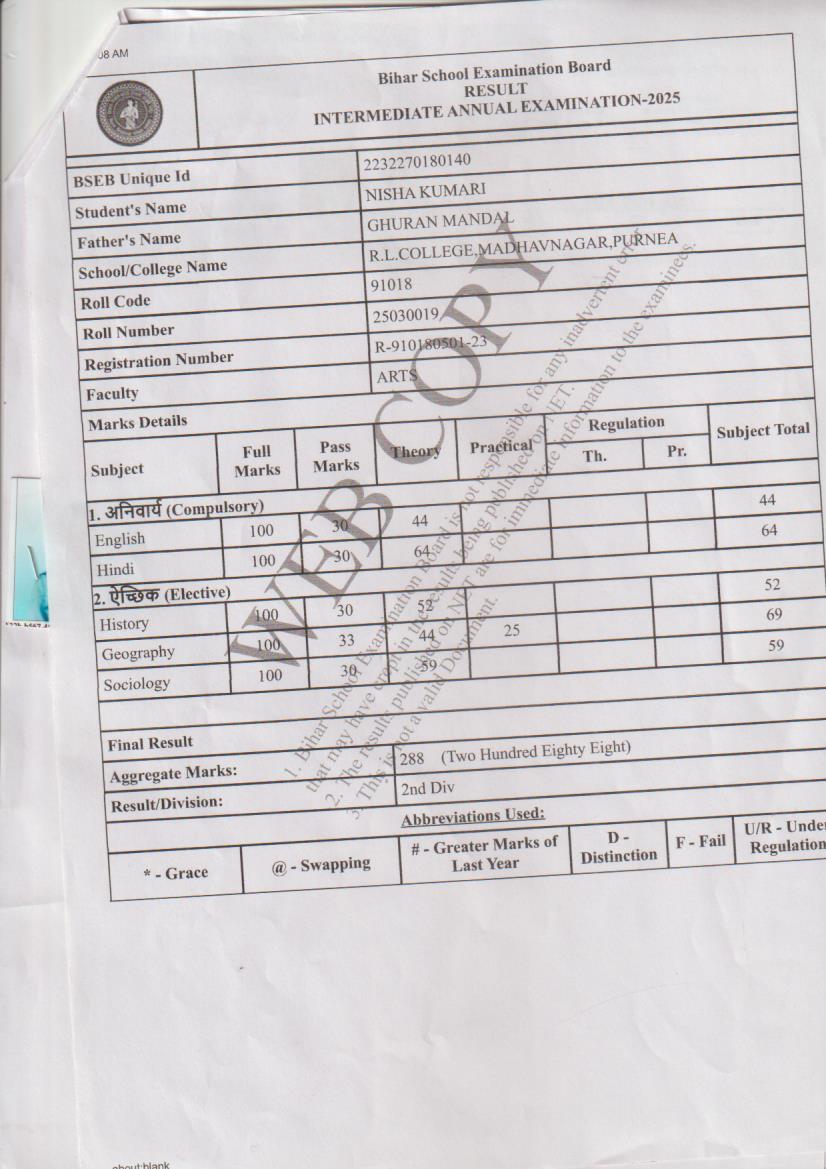 08 AM
Bihar School Examination Board
RESULT
INTERMEDIATE ANNUAL EXAMINATION-2025
BSEB Unique Id 2232270180140
Student's Name NISHA KUMARI
Father's Name GHURAN MANDAL
School/College Name R.L.COLLEGE,MADHAVNAGAR,PURNEA
Roll Code 91018
Roll Number 25030019
Registration Number R-910180501-23
Faculty ARTS
Marks Details
Subject Full Marks Pass Marks Theory Practical Regulation Th. Pr. Subject Total
1. अनिवार्य (Compulsory)
English 100 30 44 44
Hindi 100 30 64 64
2. ऐच्छिक (Elective)
History 100 30 52 52
Geography 100 33 44 25 69
Sociology 100 30 59 59
Final Result
Aggregate Marks: 288 (Two Hundred Eighty Eight)
Result/Division: 2nd Div
Abbreviations Used:
* - Grace @ - Swapping # - Greater Marks of Last Year D - Distinction F - Fail U/R - Under Regulation
WEB COPY
1. Bihar School Examination Board is not responsible for any inadvertent error
that may have crept in the results being published on NET.
2. The results published on NET are for immediate information to the examinees.
3. This is not a valid Document.
about:blank